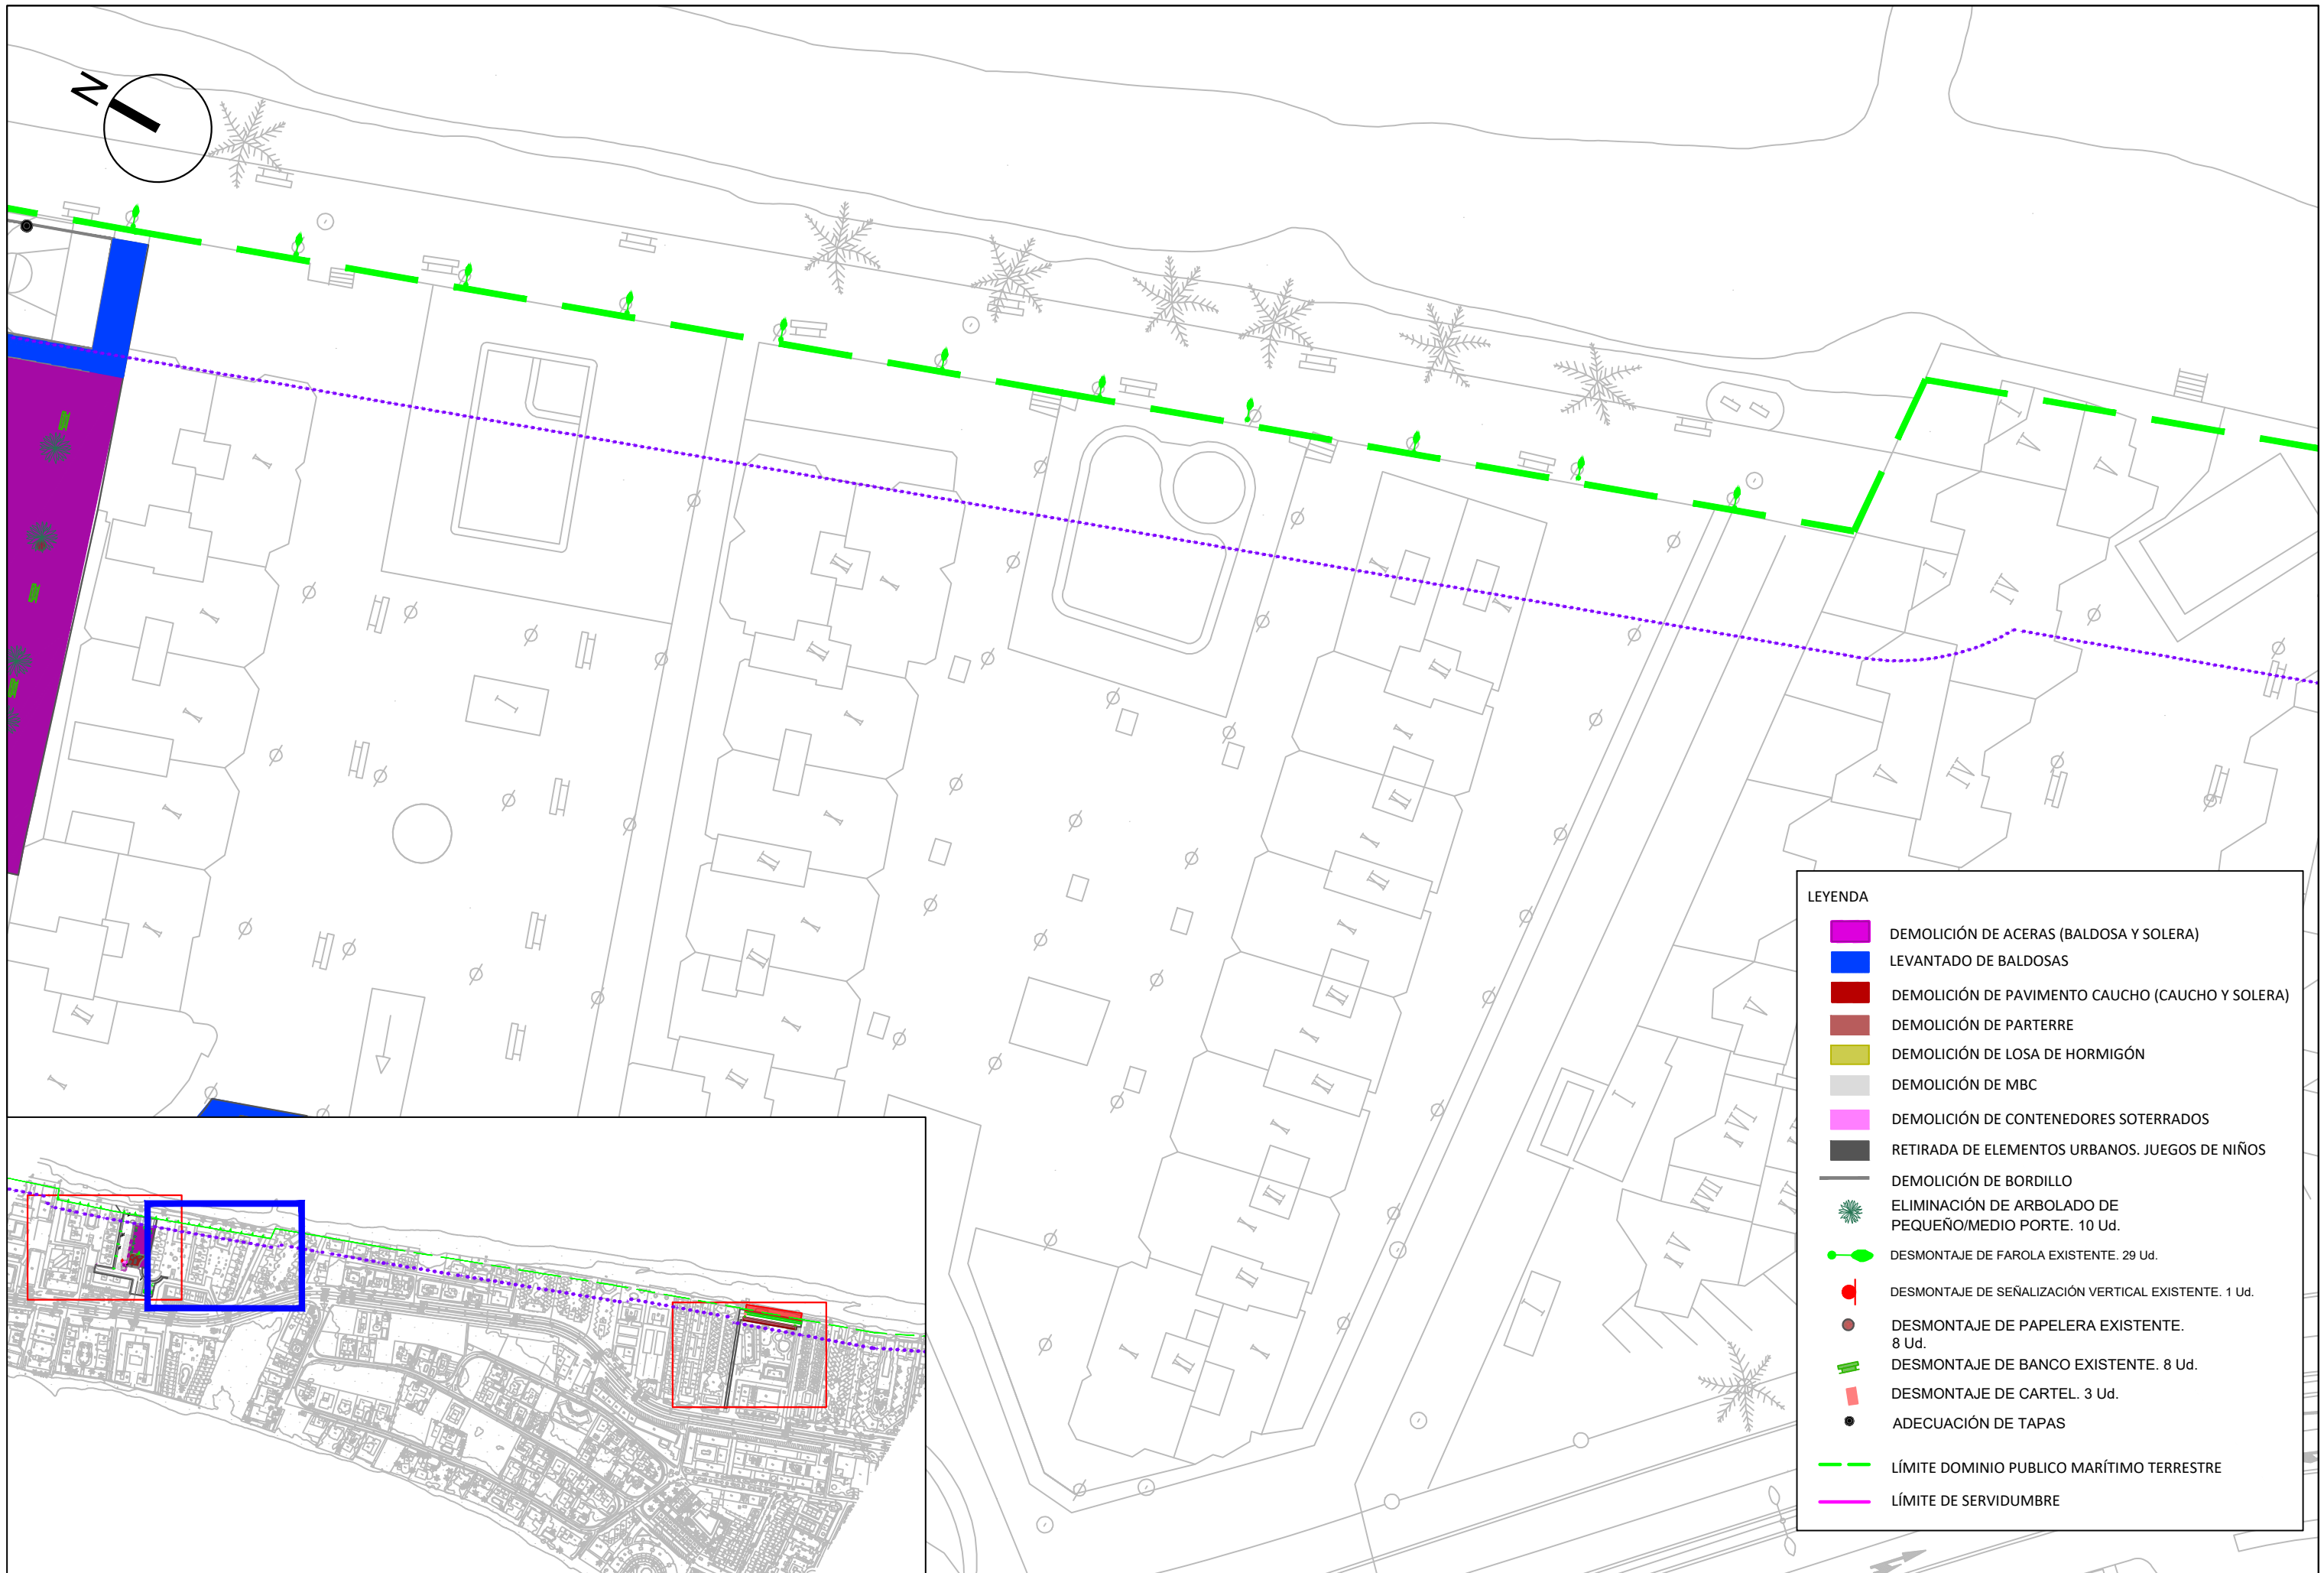 N
LEYENDA
DEMOLICIÓN DE ACERAS (BALDOSA Y SOLERA)
LEVANTADO DE BALDOSAS
DEMOLICIÓN DE PAVIMENTO CAUCHO (CAUCHO Y SOLERA)
DEMOLICIÓN DE PARTERRE
DEMOLICIÓN DE LOSA DE HORMIGÓN
DEMOLICIÓN DE MBC
DEMOLICIÓN DE CONTENEDORES SOTERRADOS
RETIRADA DE ELEMENTOS URBANOS. JUEGOS DE NIÑOS
DEMOLICIÓN DE BORDILLO
ELIMINACIÓN DE ARBOLADO DE
PEQUEÑO/MEDIO PORTE. 10 Ud.
DESMONTAJE DE FAROLA EXISTENTE. 29 Ud.
DESMONTAJE DE SEÑALIZACIÓN VERTICAL EXISTENTE. 1 Ud.
DESMONTAJE DE PAPELERA EXISTENTE.
8 Ud.
DESMONTAJE DE BANCO EXISTENTE. 8 Ud.
DESMONTAJE DE CARTEL. 3 Ud.
ADECUACIÓN DE TAPAS
LÍMITE DOMINIO PUBLICO MARÍTIMO TERRESTRE
LÍMITE DE SERVIDUMBRE